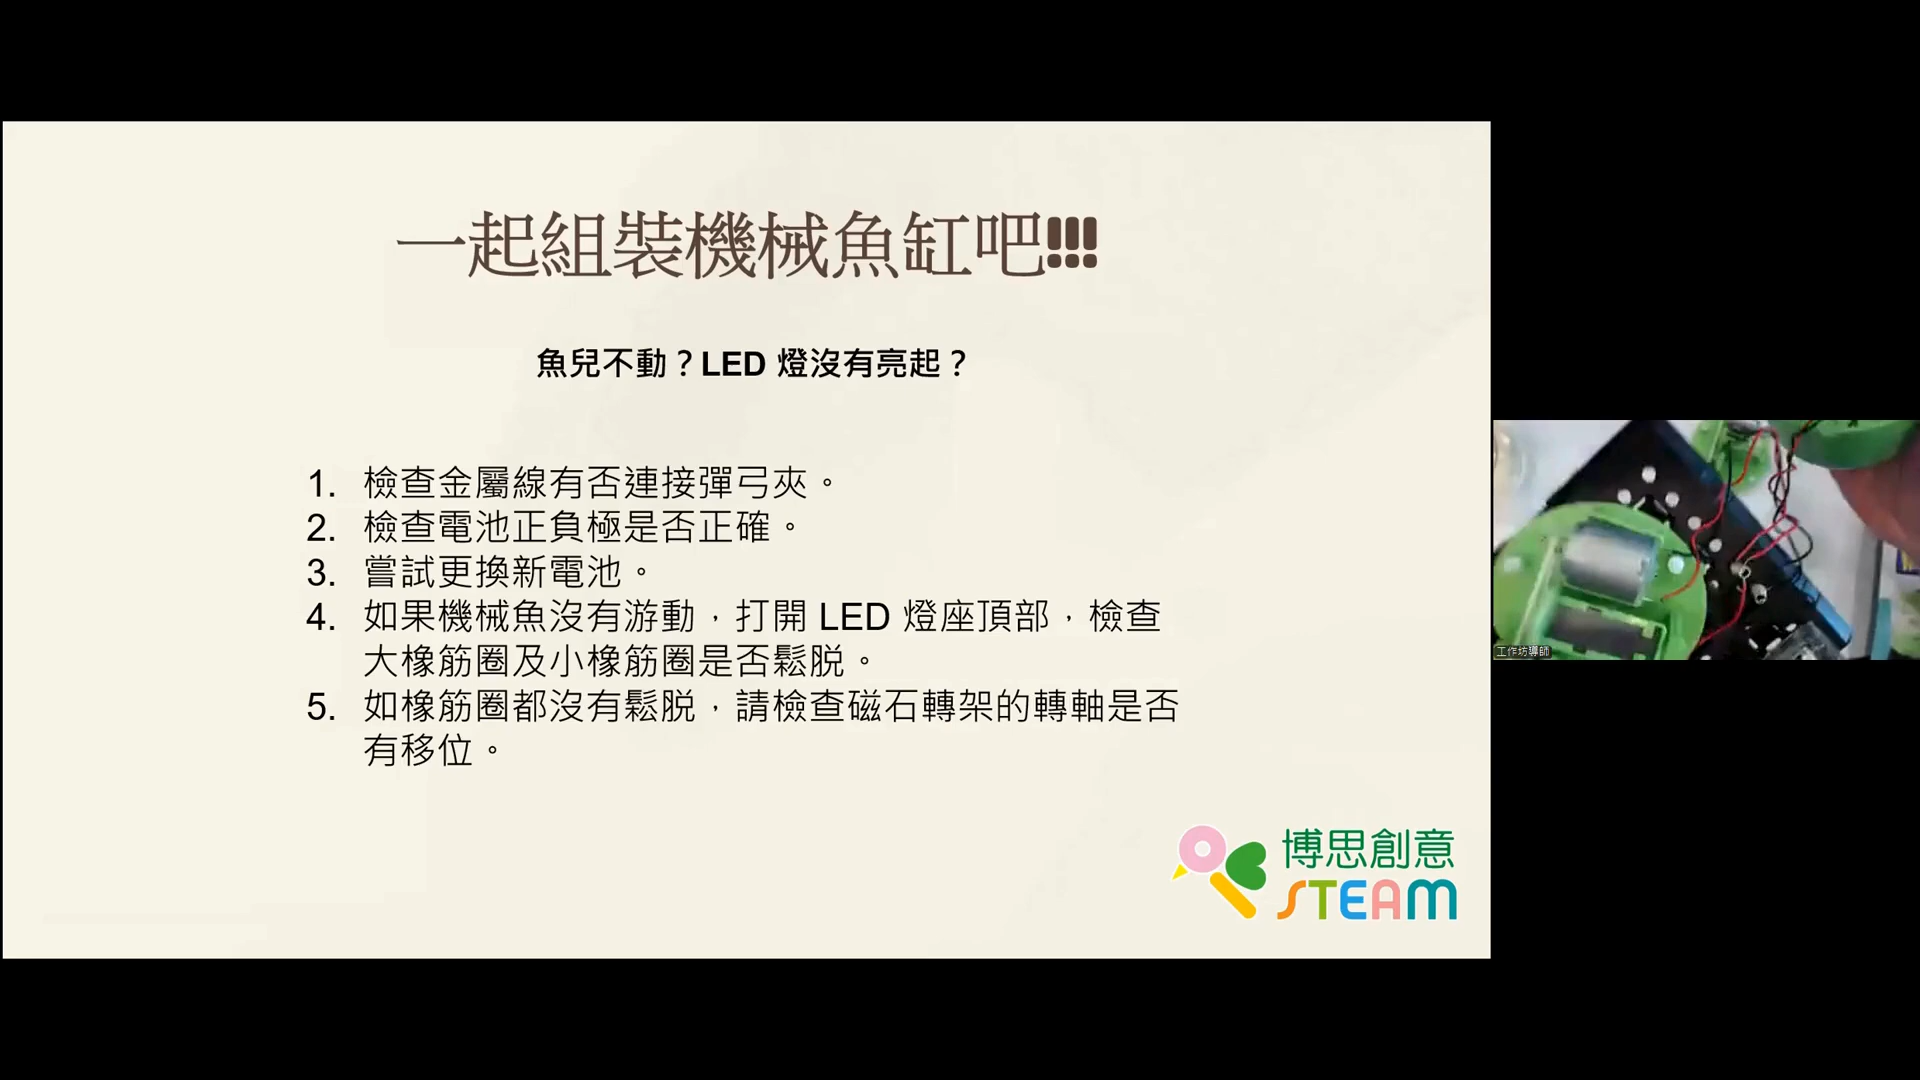 一起組裝機械魚缸吧!!!
魚兒不動？LED 燈沒有亮起？
1. 檢查金屬線有否連接彈弓夾。
2. 檢查電池正負極是否正確。
3. 嘗試更換新電池。
4. 如果機械魚沒有游動，打開 LED 燈座頂部，檢查
大橡筋圈及小橡筋圈是否鬆脫。
5. 如橡筋圈都沒有鬆脫，請檢查磁石轉架的轉軸是否
有移位。
博思創意
STEAM
工作坊導師